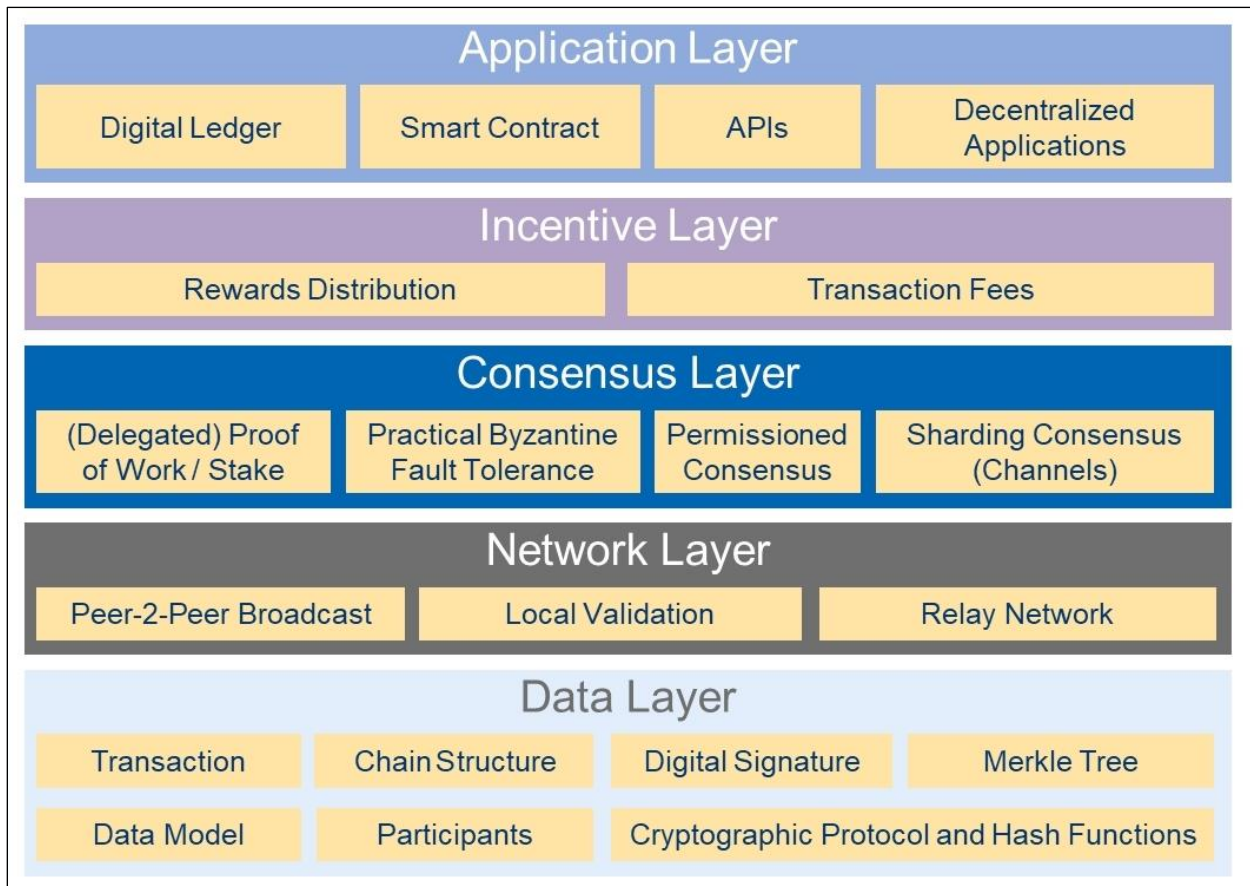 Application Layer
Digital Ledger
Smart Contract
APIs
Decentralized
Applications
Incentive Layer
Rewards Distribution
Transaction Fees
Consensus Layer
(Delegated) Proof
of Work / Stake
Practical Byzantine
Fault Tolerance
Permissioned
Consensus
Sharding Consensus
(Channels)
Network Layer
Peer-2-Peer Broadcast
Local Validation
Relay Network
Data Layer
Transaction
Chain Structure
Digital Signature
Merkle Tree
Data Model
Participants
Cryptographic Protocol and Hash Functions